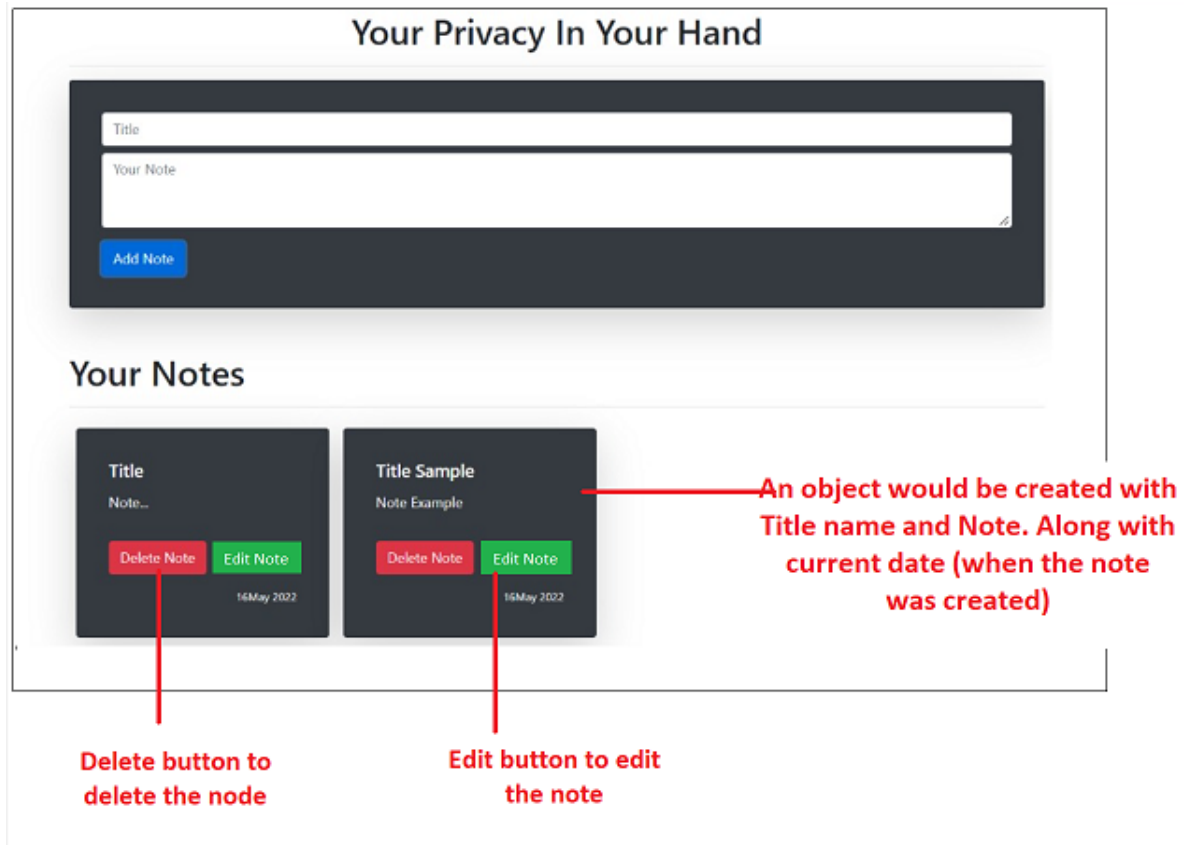 Your Privacy In Your Hand
Title
Your Note
Add Note
Your Notes
Title
Note...
Delete Note
Edit Note
16May 2022
Title Sample
Note Example
Delete Note
Edit Note
16May 2022
An object would be created with
Title name and Note. Along with
current date (when the note
was created)
Delete button to
delete the node
Edit button to edit
the note